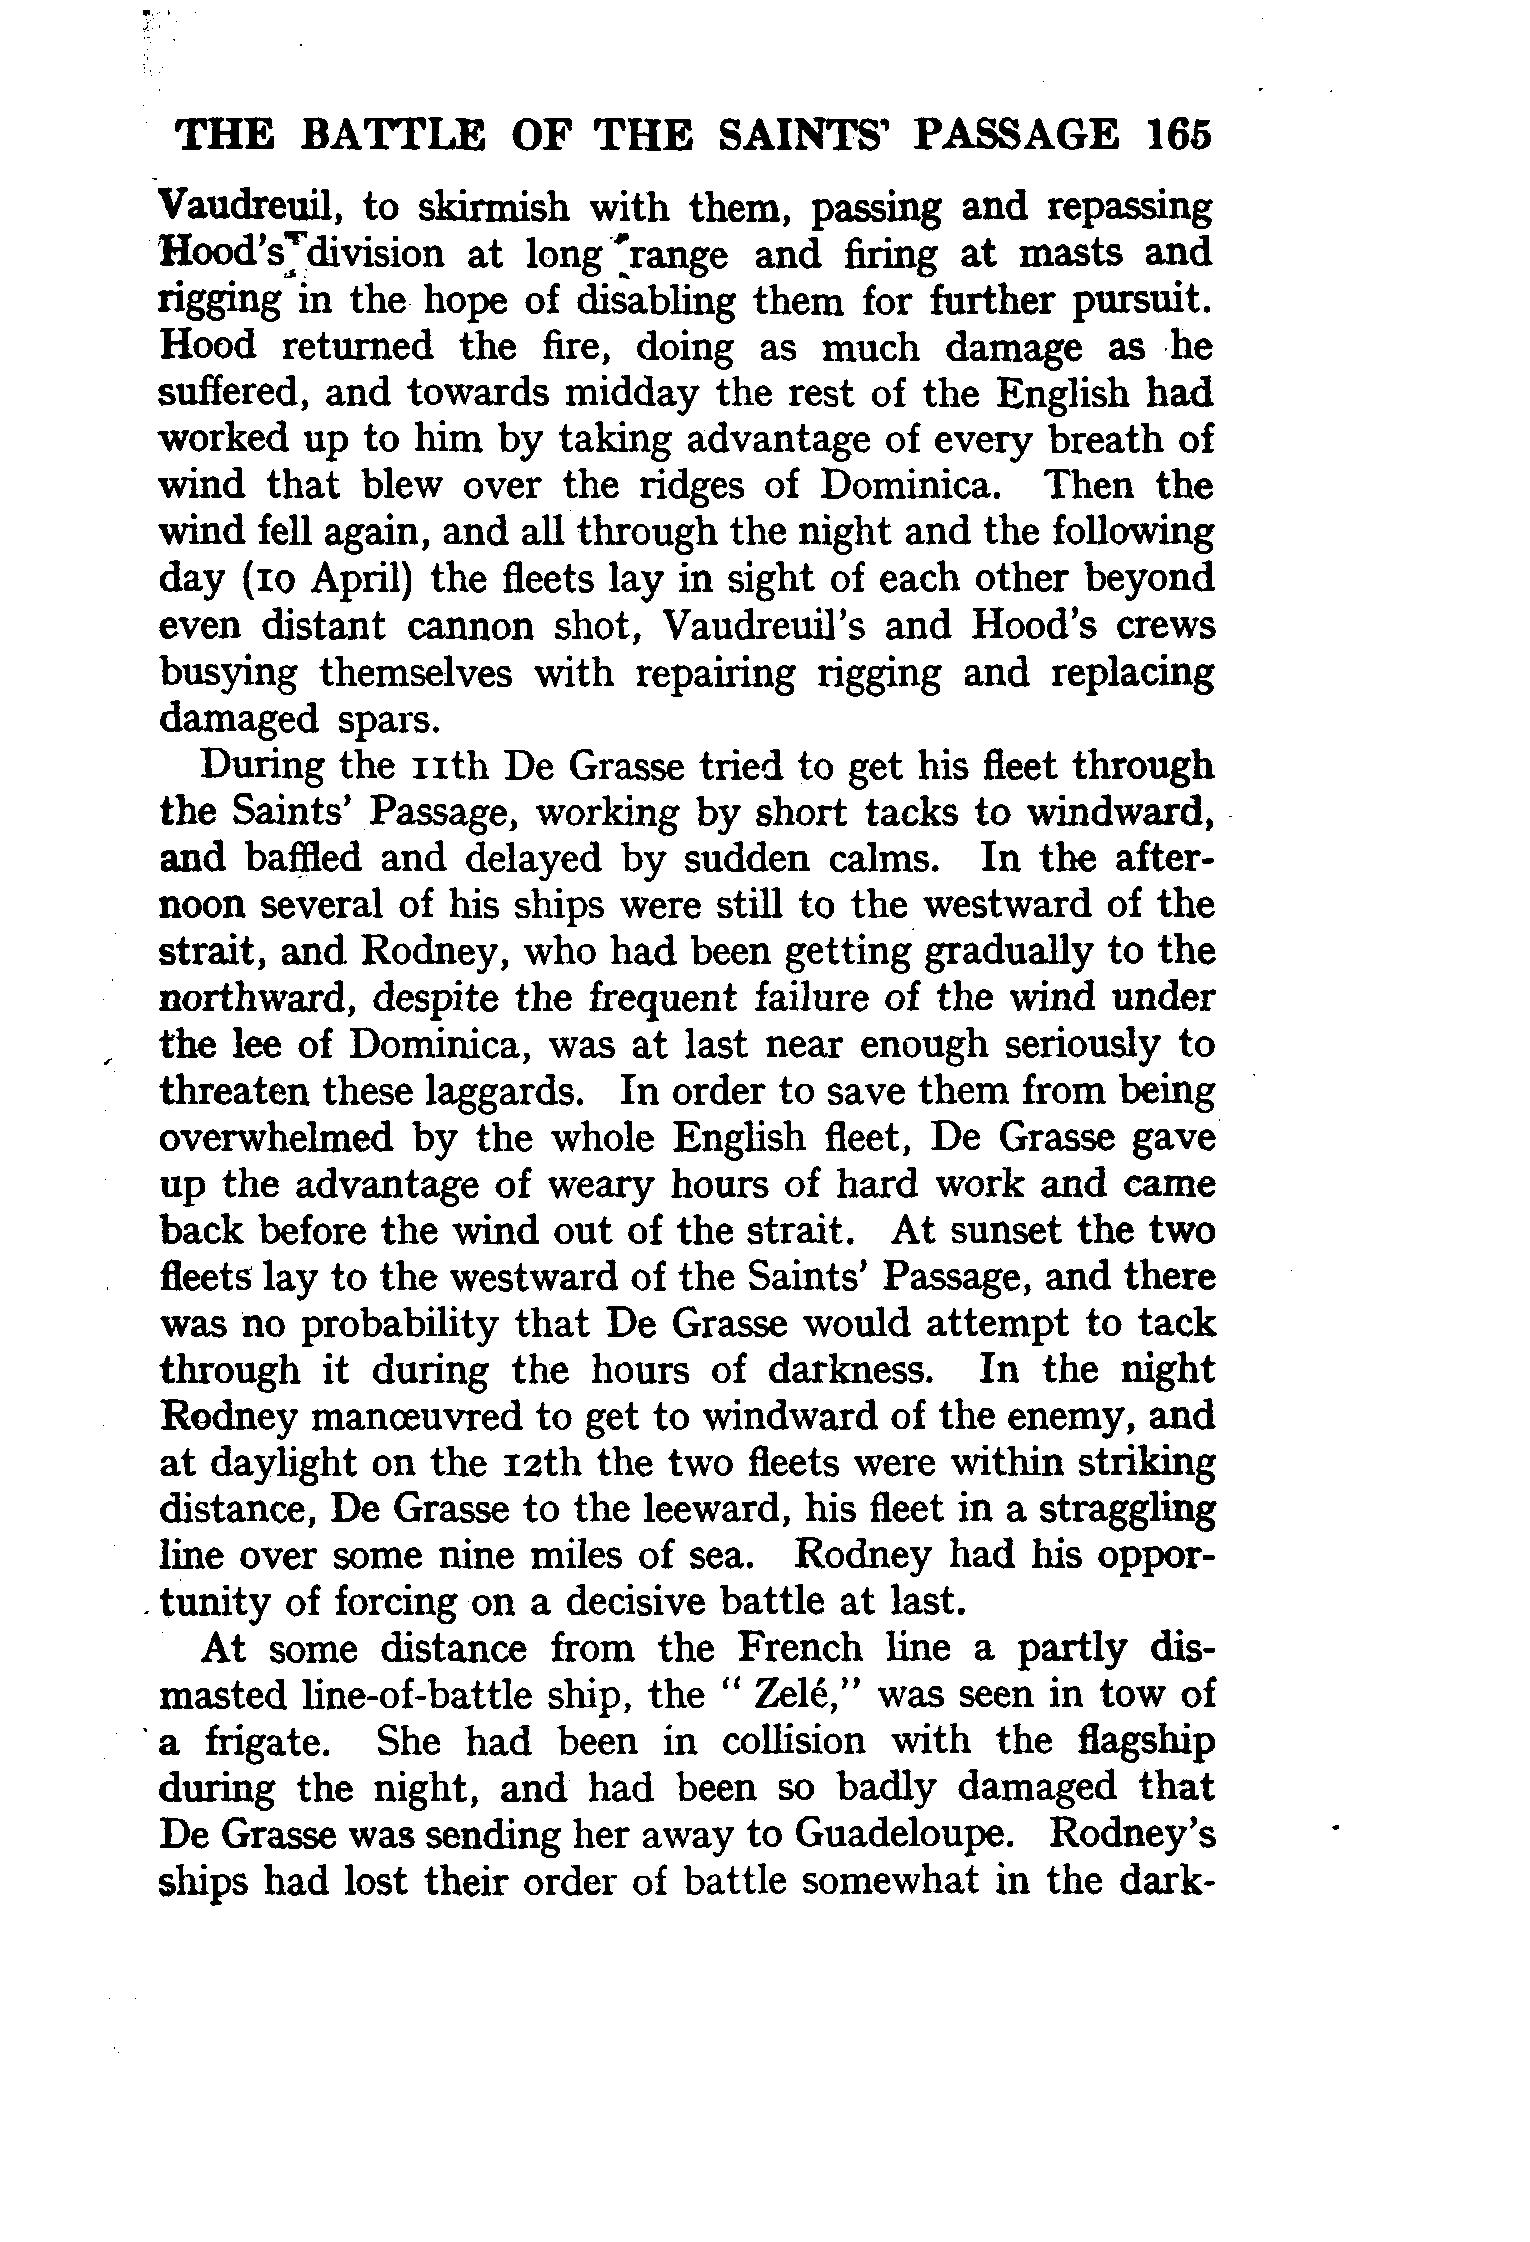 THE BATTLE OF THE SAINTS' PASSAGE 165
Vaudreuil, to skirmish with them, passing and repassing
Hood's division at long range and firing at masts and
rigging in the hope of disabling them for further pursuit.
Hood returned the fire, doing as much damage as he
suffered, and towards midday the rest of the English had
worked up to him by taking advantage of every breath of
wind that blew over the ridges of Dominica. Then the
wind fell again, and all through the night and the following
day (10 April) the fleets lay in sight of each other beyond
even distant cannon shot, Vaudreuil's and Hood's crews
busying themselves with repairing rigging and replacing
damaged spars.
During the 11th De Grasse tried to get his fleet through
the Saints' Passage, working by short tacks to windward,
and baffled and delayed by sudden calms. In the after-
noon several of his ships were still to the westward of the
strait, and Rodney, who had been getting gradually to the
northward, despite the frequent failure of the wind under
the lee of Dominica, was at last near enough seriously to
threaten these laggards. In order to save them from being
overwhelmed by the whole English fleet, De Grasse gave
up the advantage of weary hours of hard work and came
back before the wind out of the strait. At sunset the two
fleets lay to the westward of the Saints' Passage, and there
was no probability that De Grasse would attempt to tack
through it during the hours of darkness. In the night
Rodney manœuvred to get to windward of the enemy, and
at daylight on the 12th the two fleets were within striking
distance, De Grasse to the leeward, his fleet in a straggling
line over some nine miles of sea. Rodney had his oppor-
tunity of forcing on a decisive battle at last.
At some distance from the French line a partly dis-
masted line-of-battle ship, the " Zelé," was seen in tow of
a frigate. She had been in collision with the flagship
during the night, and had been so badly damaged that
De Grasse was sending her away to Guadeloupe. Rodney's
ships had lost their order of battle somewhat in the dark-